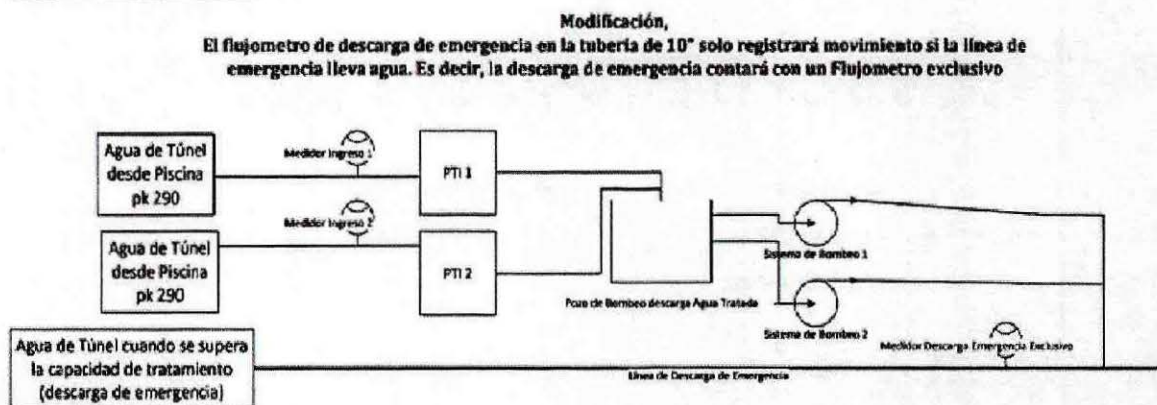 Modificación,
El flujometro de descarga de emergencia en la tubería de 10" solo registrará movimiento si la línea de
emergencia lleva agua. Es decir, la descarga de emergencia contará con un Flujometro exclusivo
Agua de Túnel
desde Piscina
pk 290
Medidor Ingreso 1
PTI 1
Agua de Túnel
desde Piscina
pk 290
Medidor Ingreso 2
PTI 2
Pozo de Bombeo descarga Agua Tratada
Sistema de Bombeo 1
Sistema de Bombeo 2
Medidor Descarga Emergencia Exclusivo
Agua de Túnel cuando se supera
la capacidad de tratamiento
(descarga de emergencia)
Línea de Descarga de Emergencia